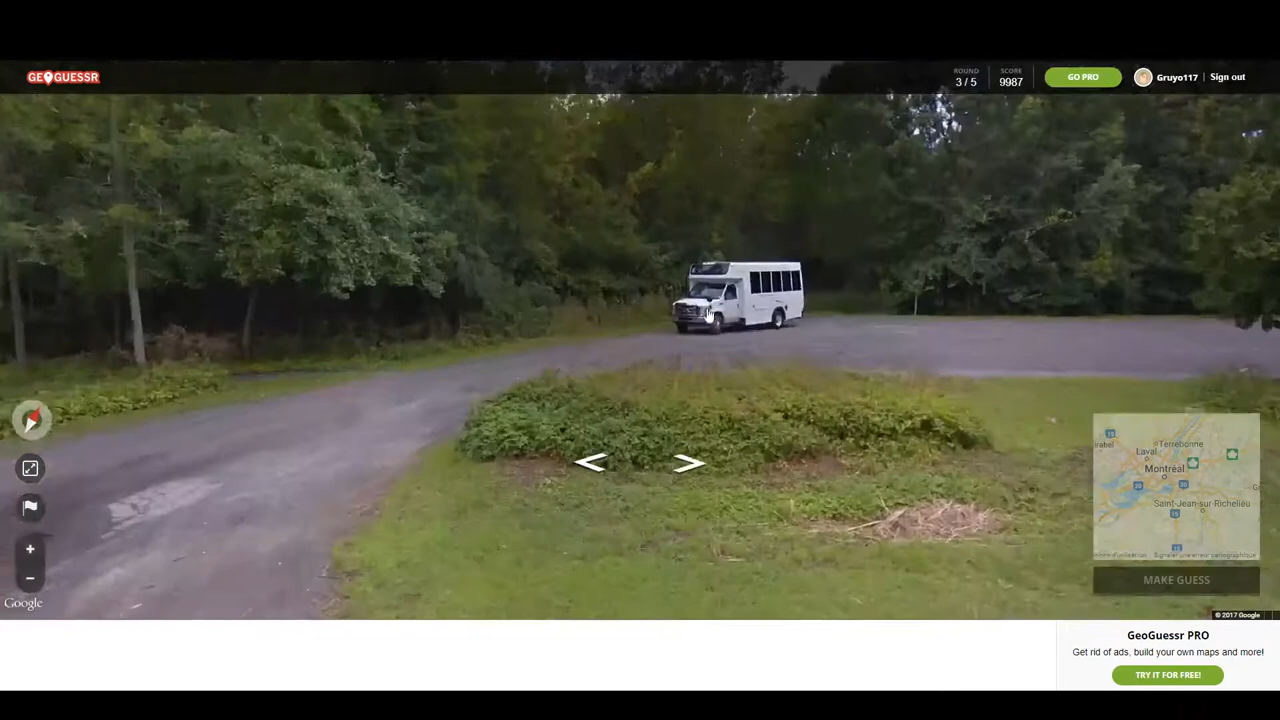 GEOGUESSR
ROUND
3 / 5
SCORE
9987
GO PRO
Gruyo117
Sign out
Terrebonne
Laval
Montréal
Saint-Jean-sur-Richelieu
MAKE GUESS
+
−
Google
© 2017 Google
GeoGuessr PRO
Get rid of ads, build your own maps and more!
TRY IT FOR FREE!